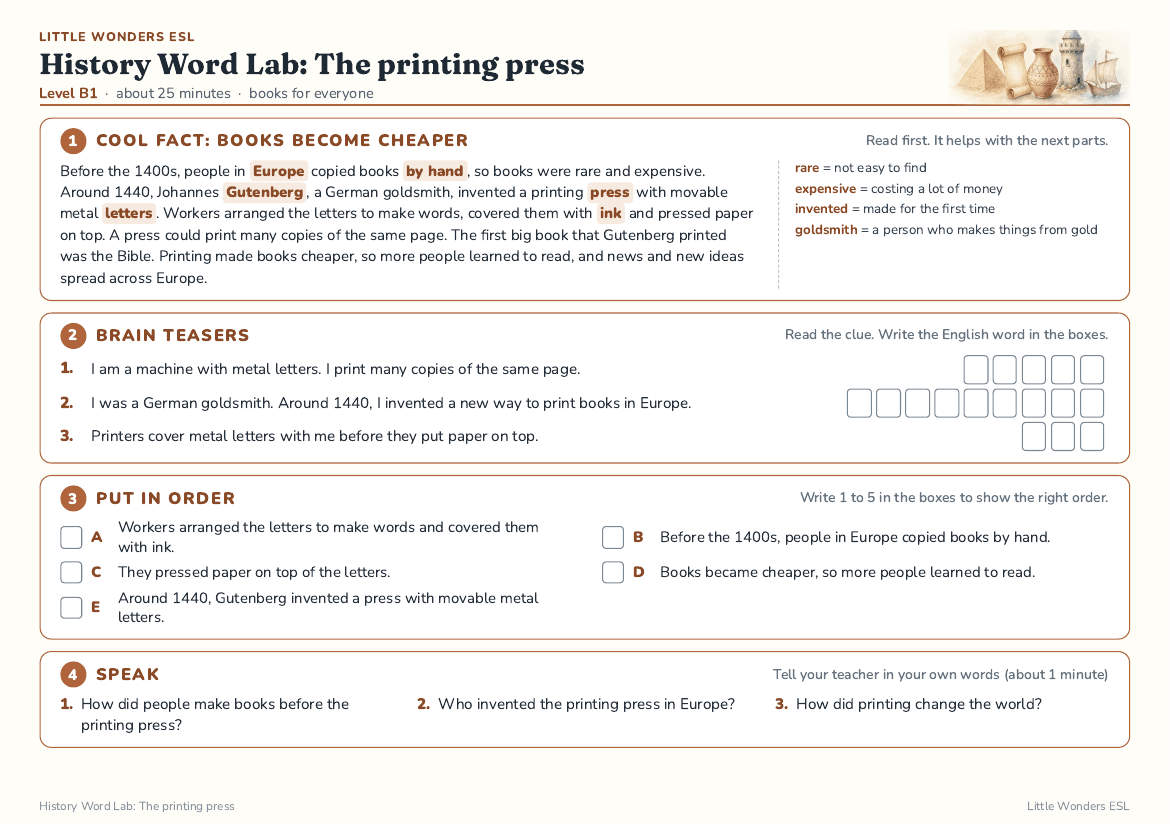 LITTLE WONDERS ESL
History Word Lab: The printing press
Level B1 · about 25 minutes · books for everyone
1 COOL FACT: BOOKS BECOME CHEAPER
Read first. It helps with the next parts.
Before the 1400s, people in Europe copied books by hand, so books were rare and expensive.
Around 1440, Johannes Gutenberg, a German goldsmith, invented a printing press with movable
metal letters. Workers arranged the letters to make words, covered them with ink and pressed paper
on top. A press could print many copies of the same page. The first big book that Gutenberg printed
was the Bible. Printing made books cheaper, so more people learned to read, and news and new ideas
spread across Europe.
rare = not easy to find
expensive = costing a lot of money
invented = made for the first time
goldsmith = a person who makes things from gold
2 BRAIN TEASERS
Read the clue. Write the English word in the boxes.
1. I am a machine with metal letters. I print many copies of the same page.
2. I was a German goldsmith. Around 1440, I invented a new way to print books in Europe.
3. Printers cover metal letters with me before they put paper on top.
3 PUT IN ORDER
Write 1 to 5 in the boxes to show the right order.
A Workers arranged the letters to make words and covered them
with ink.
B Before the 1400s, people in Europe copied books by hand.
C They pressed paper on top of the letters.
D Books became cheaper, so more people learned to read.
E Around 1440, Gutenberg invented a press with movable metal
letters.
4 SPEAK
Tell your teacher in your own words (about 1 minute)
1. How did people make books before the
printing press?
2. Who invented the printing press in Europe?
3. How did printing change the world?
History Word Lab: The printing press
Little Wonders ESL